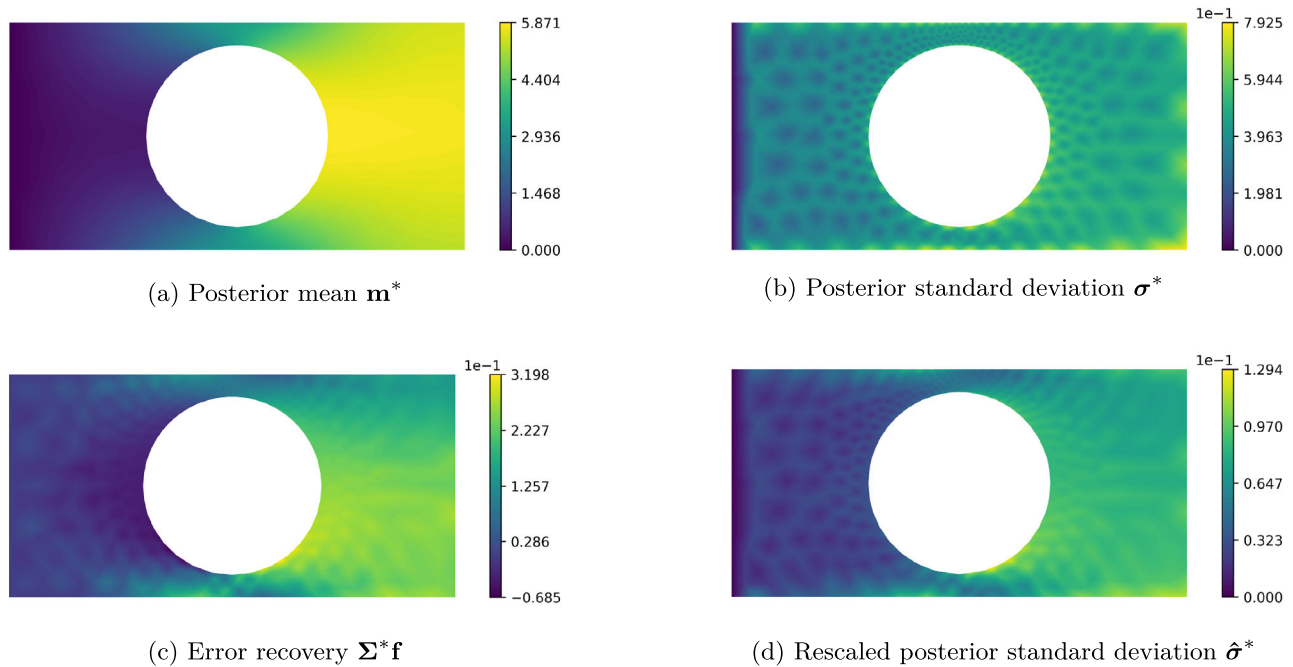 5.871
4.404
2.936
1.468
0.000
(a) Posterior mean m*
1e−1
7.925
5.944
3.963
1.981
0.000
(b) Posterior standard deviation σ*
1e−1
3.198
2.227
1.257
0.286
−0.685
(c) Error recovery Σ*f
1e−1
1.294
0.970
0.647
0.323
0.000
(d) Rescaled posterior standard deviation σ̂*